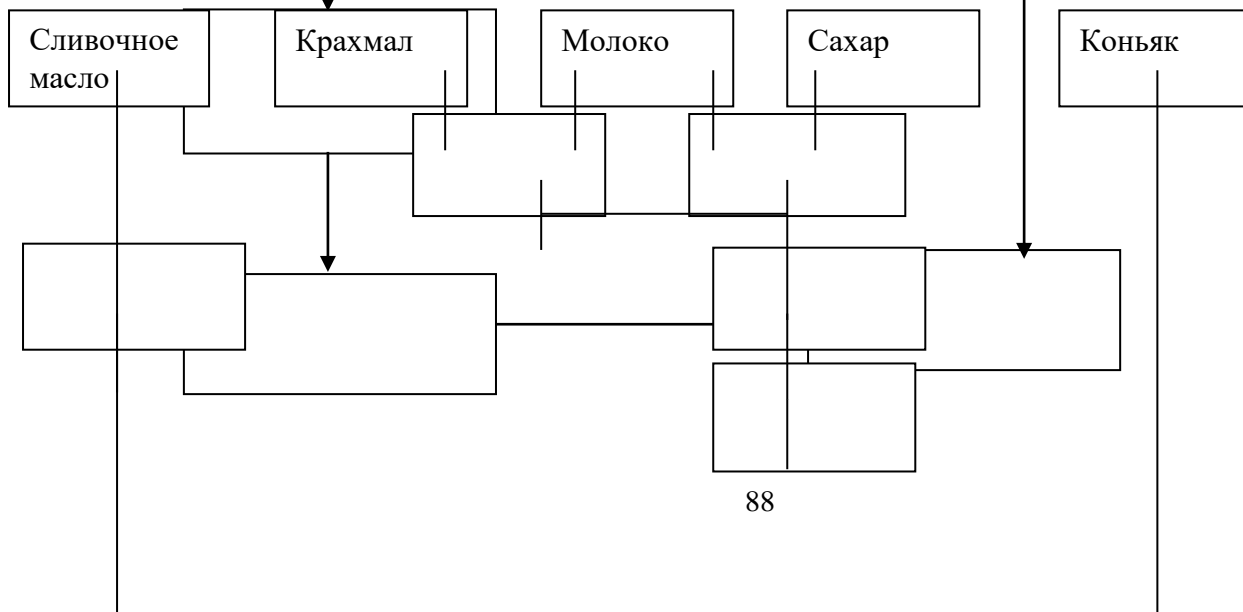 Сливочное
масло
Крахмал
Молоко
Сахар
Коньяк
88